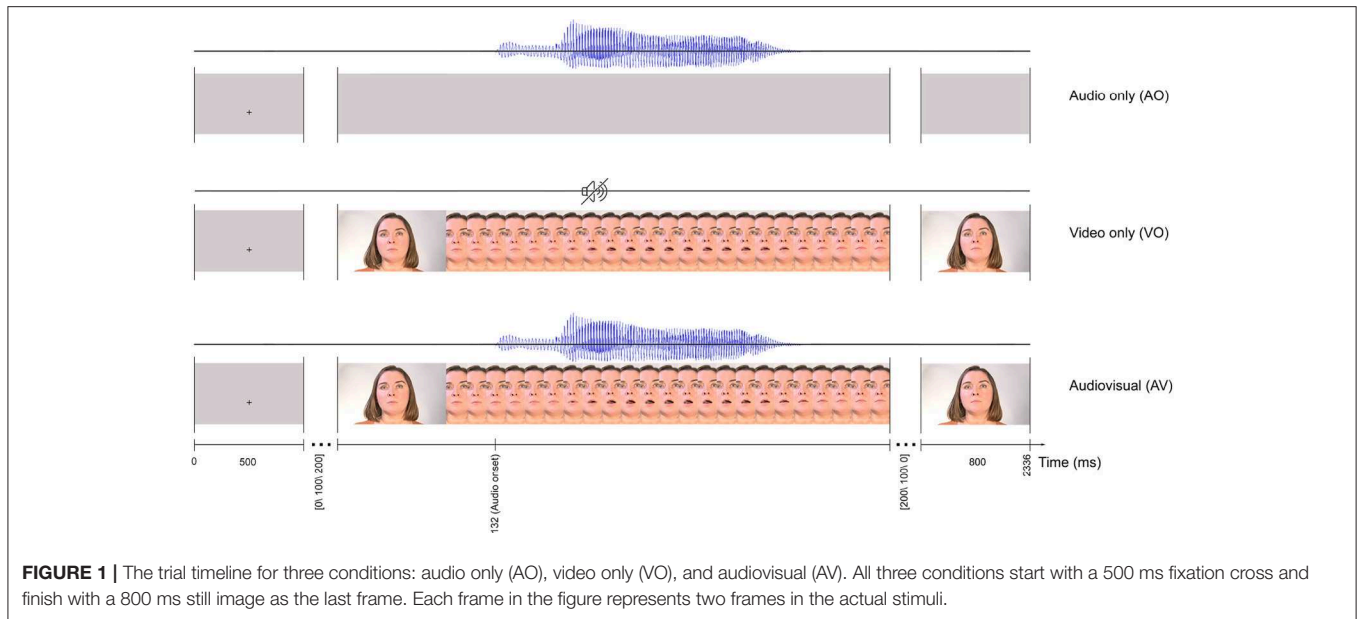 Audio only (AO)
Video only (VO)
Audiovisual (AV)
0
500
[0\ 100\ 200]
132 (Audio onset)
[200\ 100\ 0]
800
2336
Time (ms)
FIGURE 1 | The trial timeline for three conditions: audio only (AO), video only (VO), and audiovisual (AV). All three conditions start with a 500 ms fixation cross and
finish with a 800 ms still image as the last frame. Each frame in the figure represents two frames in the actual stimuli.